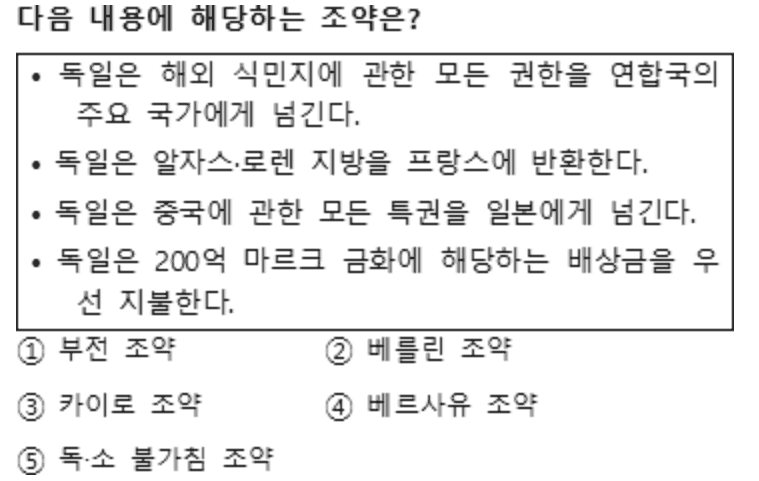 다음 내용에 해당하는 조약은?
• 독일은 해외 식민지에 관한 모든 권한을 연합국의
주요 국가에게 넘긴다.
• 독일은 알자스·로렌 지방을 프랑스에 반환한다.
• 독일은 중국에 관한 모든 특권을 일본에게 넘긴다.
• 독일은 200억 마르크 금화에 해당하는 배상금을 우
선 지불한다.
① 부전 조약 ② 베를린 조약
③ 카이로 조약 ④ 베르사유 조약
⑤ 독·소 불가침 조약